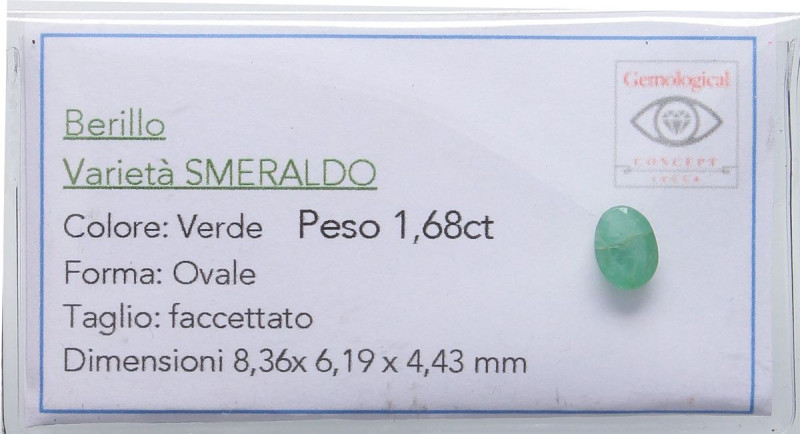 Gemological
CONCEPT
LUCCA
Berillo
Varietà SMERALDO
Colore: Verde Peso 1,68ct
Forma: Ovale
Taglio: faccettato
Dimensioni 8,36x 6,19 x 4,43 mm